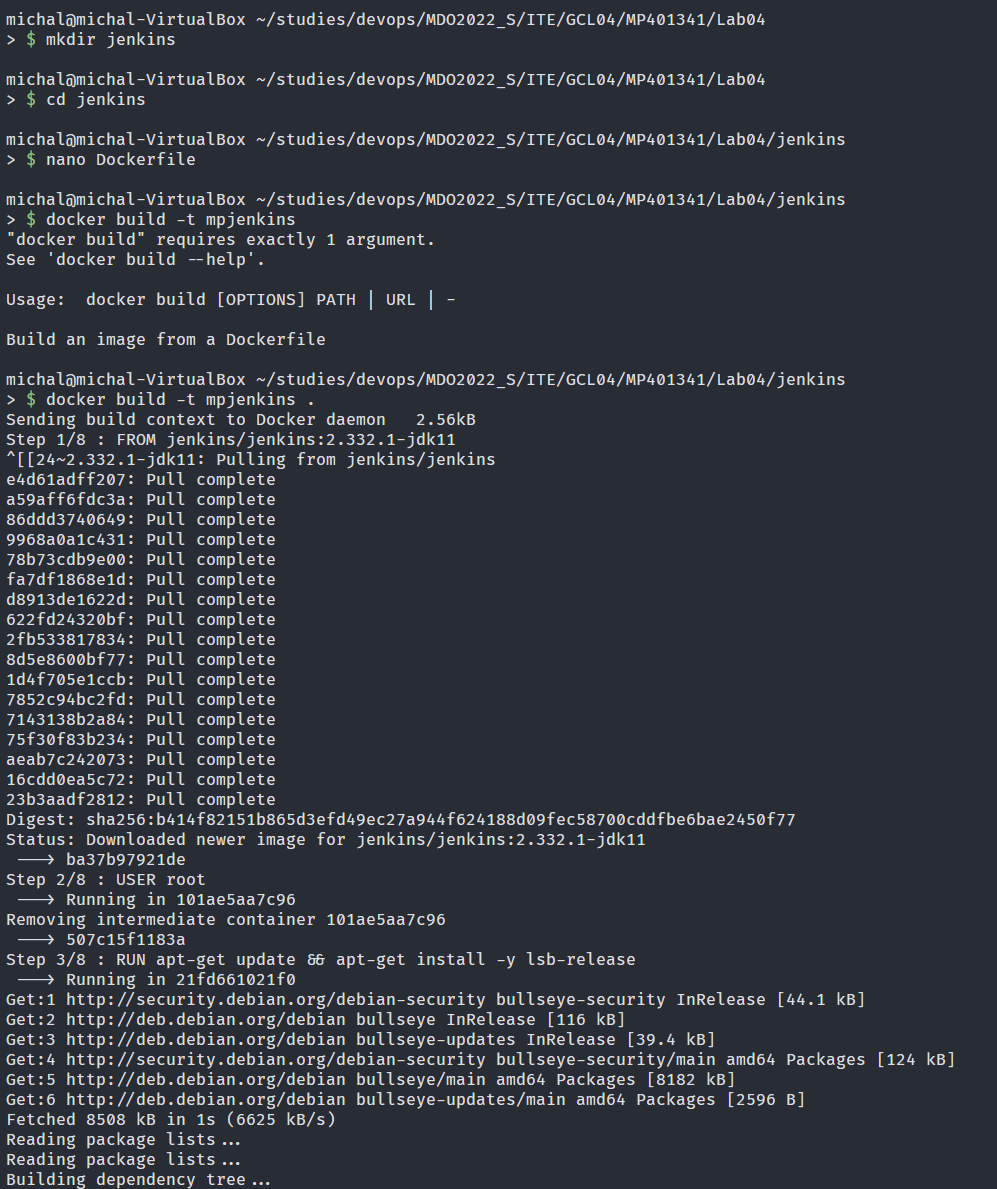 michal@michal-VirtualBox ~/studies/devops/MDO2022_S/ITE/GCL04/MP401341/Lab04
> $ mkdir jenkins
michal@michal-VirtualBox ~/studies/devops/MDO2022_S/ITE/GCL04/MP401341/Lab04
> $ cd jenkins
michal@michal-VirtualBox ~/studies/devops/MDO2022_S/ITE/GCL04/MP401341/Lab04/jenkins
> $ nano Dockerfile
michal@michal-VirtualBox ~/studies/devops/MDO2022_S/ITE/GCL04/MP401341/Lab04/jenkins
> $ docker build -t mpjenkins
"docker build" requires exactly 1 argument.
See 'docker build --help'.
Usage:  docker build [OPTIONS] PATH | URL | -
Build an image from a Dockerfile
michal@michal-VirtualBox ~/studies/devops/MDO2022_S/ITE/GCL04/MP401341/Lab04/jenkins
> $ docker build -t mpjenkins .
Sending build context to Docker daemon   2.56kB
Step 1/8 : FROM jenkins/jenkins:2.332.1-jdk11
^[[24~2.332.1-jdk11: Pulling from jenkins/jenkins
e4d61adff207: Pull complete
a59aff6fdc3a: Pull complete
86ddd3740649: Pull complete
9968a0a1c431: Pull complete
78b73cdb9e00: Pull complete
fa7df1868e1d: Pull complete
d8913de1622d: Pull complete
622fd24320bf: Pull complete
2fb533817834: Pull complete
8d5e8600bf77: Pull complete
1d4f705e1ccb: Pull complete
7852c94bc2fd: Pull complete
7143138b2a84: Pull complete
75f30f83b234: Pull complete
aeab7c242073: Pull complete
16cdd0ea5c72: Pull complete
23b3aadf2812: Pull complete
Digest: sha256:b414f82151b865d3efd49ec27a944f624188d09fec58700cddfbe6bae2450f77
Status: Downloaded newer image for jenkins/jenkins:2.332.1-jdk11
 ---> ba37b97921de
Step 2/8 : USER root
 ---> Running in 101ae5aa7c96
Removing intermediate container 101ae5aa7c96
 ---> 507c15f1183a
Step 3/8 : RUN apt-get update && apt-get install -y lsb-release
 ---> Running in 21fd661021f0
Get:1 http://security.debian.org/debian-security bullseye-security InRelease [44.1 kB]
Get:2 http://deb.debian.org/debian bullseye InRelease [116 kB]
Get:3 http://deb.debian.org/debian bullseye-updates InRelease [39.4 kB]
Get:4 http://security.debian.org/debian-security bullseye-security/main amd64 Packages [124 kB]
Get:5 http://deb.debian.org/debian bullseye/main amd64 Packages [8182 kB]
Get:6 http://deb.debian.org/debian bullseye-updates/main amd64 Packages [2596 B]
Fetched 8508 kB in 1s (6625 kB/s)
Reading package lists...
Reading package lists...
Building dependency tree...